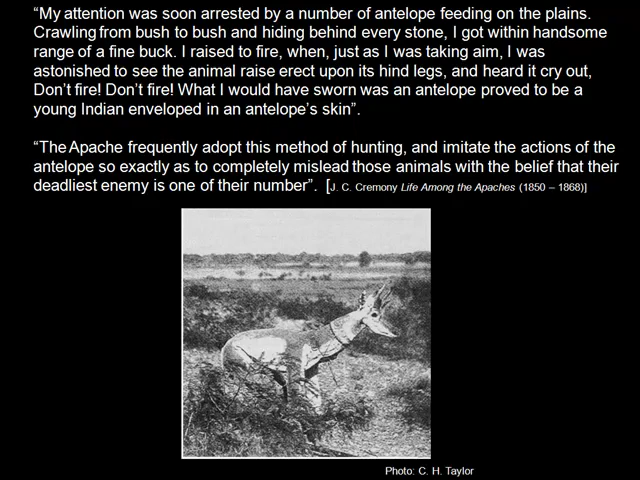 “My attention was soon arrested by a number of antelope feeding on the plains.
Crawling from bush to bush and hiding behind every stone, I got within handsome
range of a fine buck. I raised to fire, when, just as I was taking aim, I was
astonished to see the animal raise erect upon its hind legs, and heard it cry out,
Don’t fire! Don’t fire! What I would have sworn was an antelope proved to be a
young Indian enveloped in an antelope’s skin”.
“The Apache frequently adopt this method of hunting, and imitate the actions of the
antelope so exactly as to completely mislead those animals with the belief that their
deadliest enemy is one of their number”. [J. C. Cremony Life Among the Apaches (1850 – 1868)]
Photo: C. H. Taylor